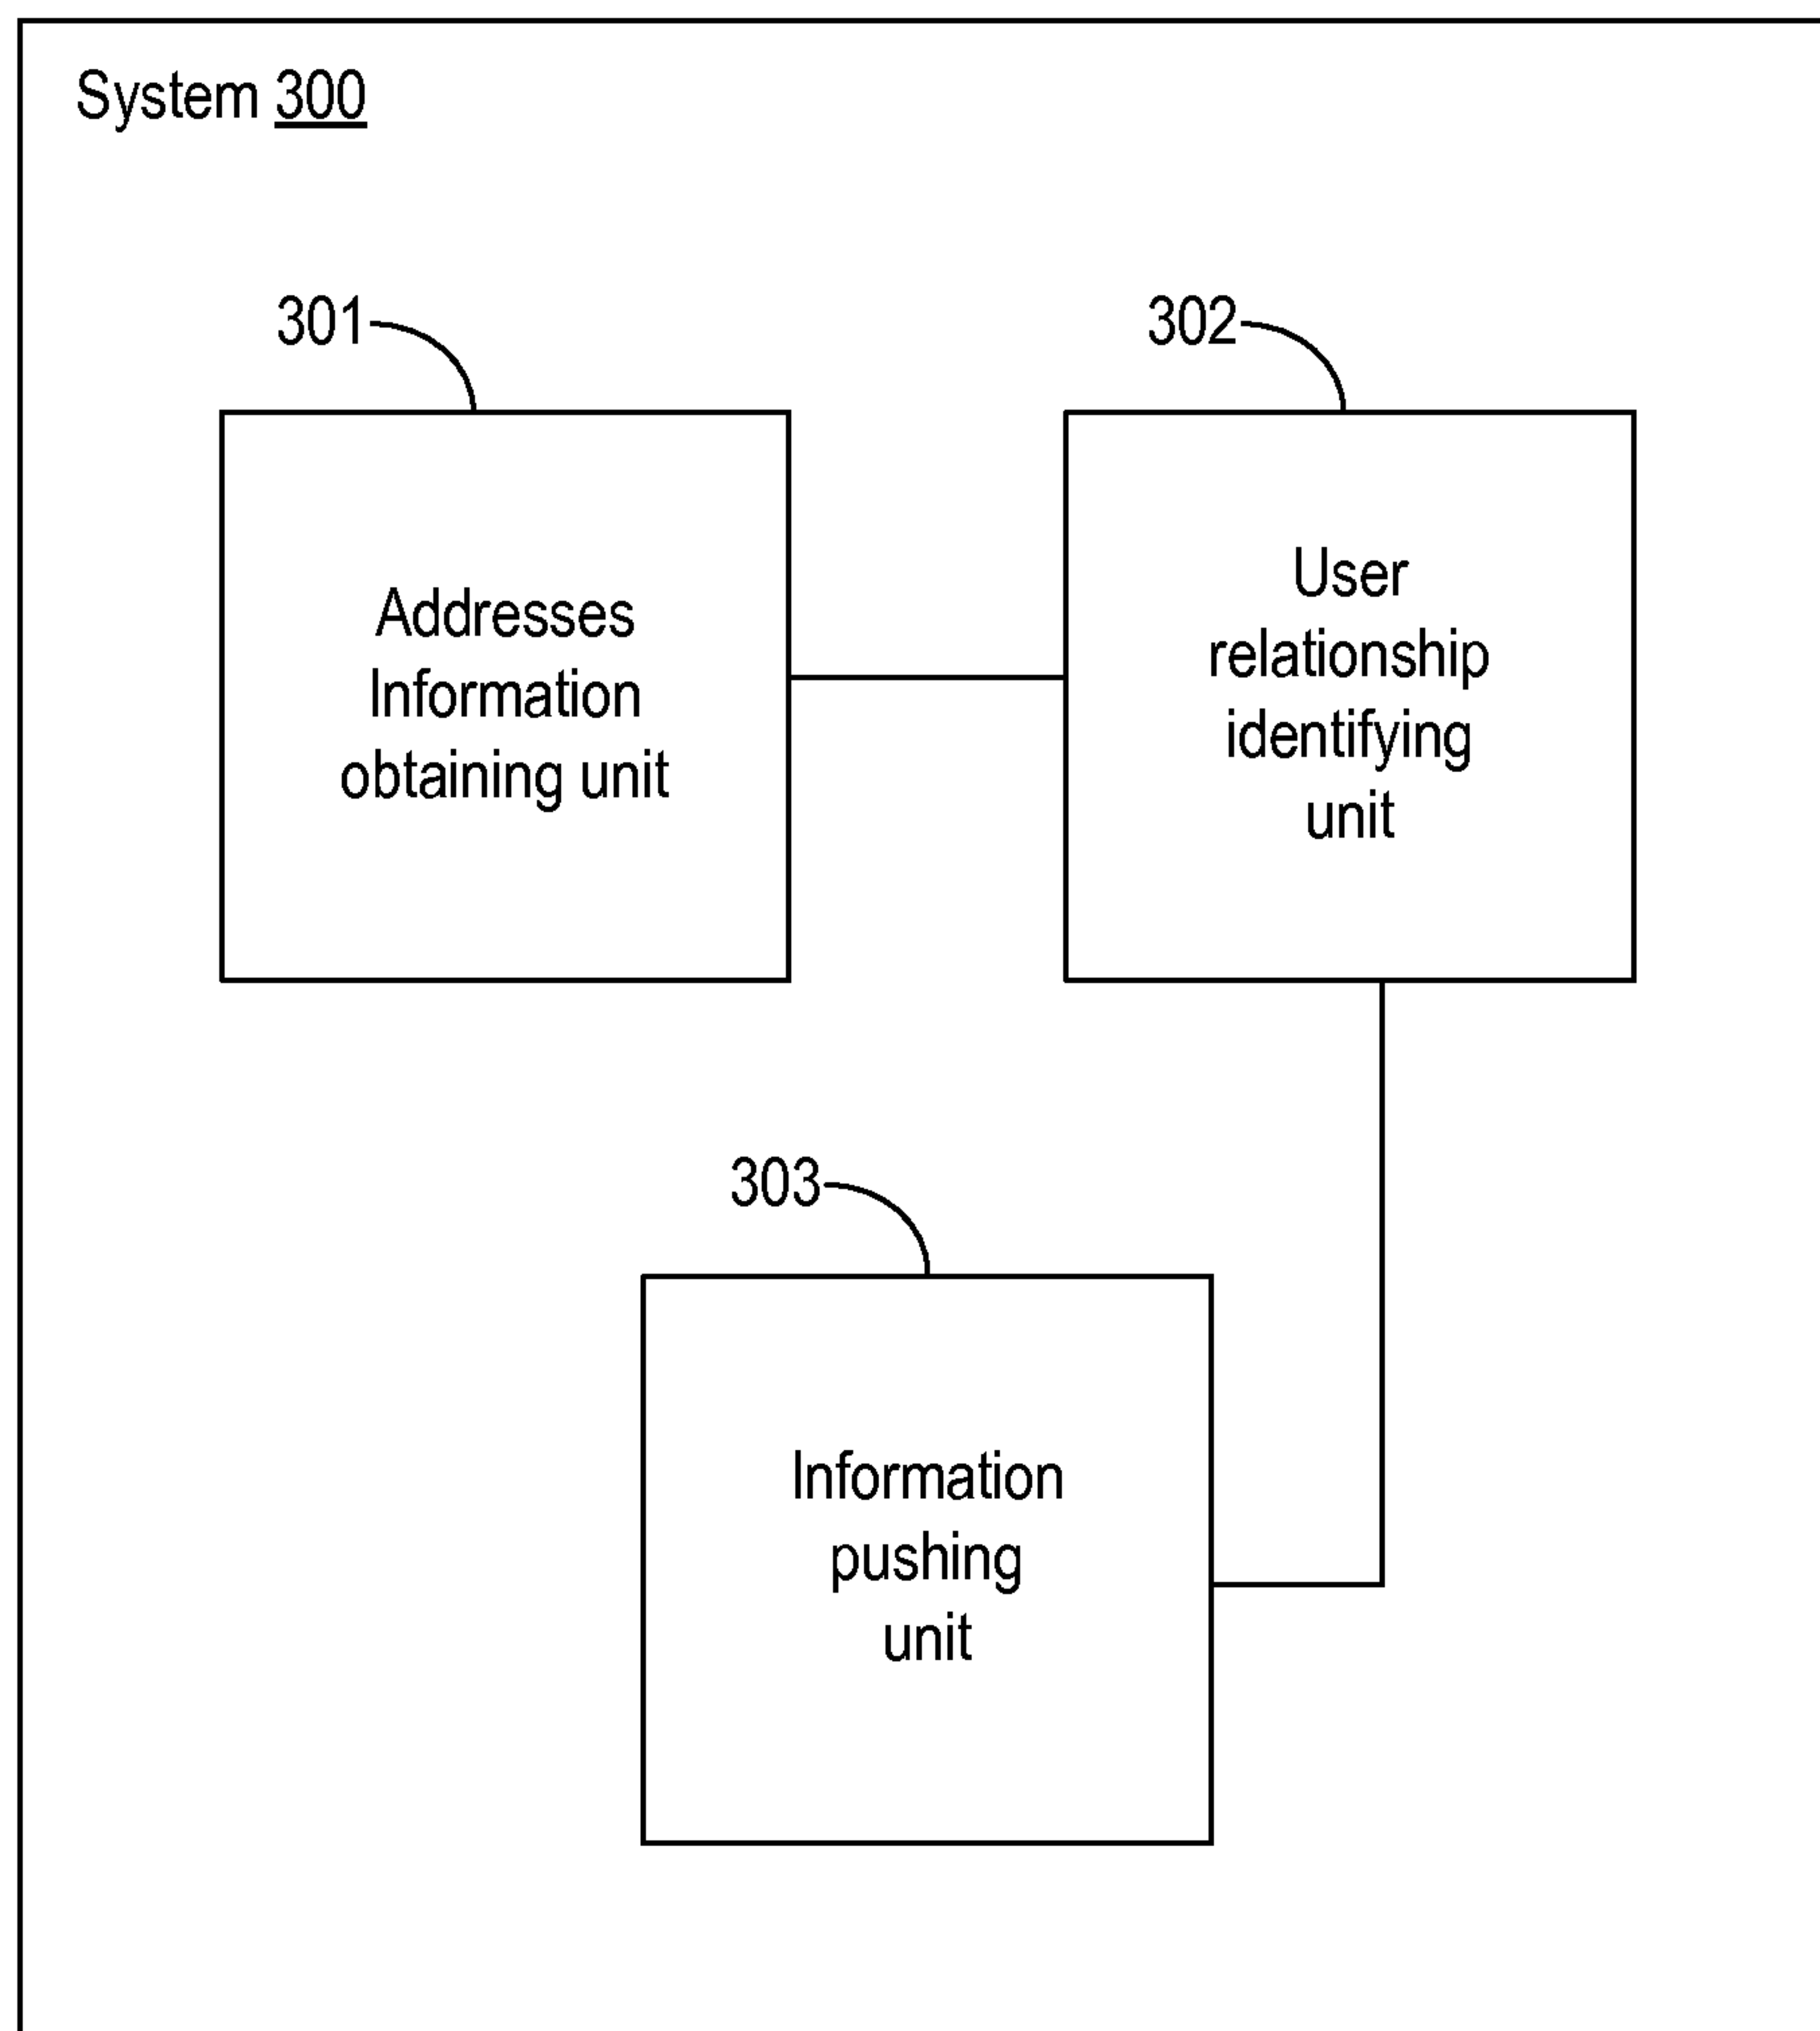 System 300
301
302
Addresses
Information
obtaining unit
User
relationship
identifying
unit
303
Information
pushing
unit